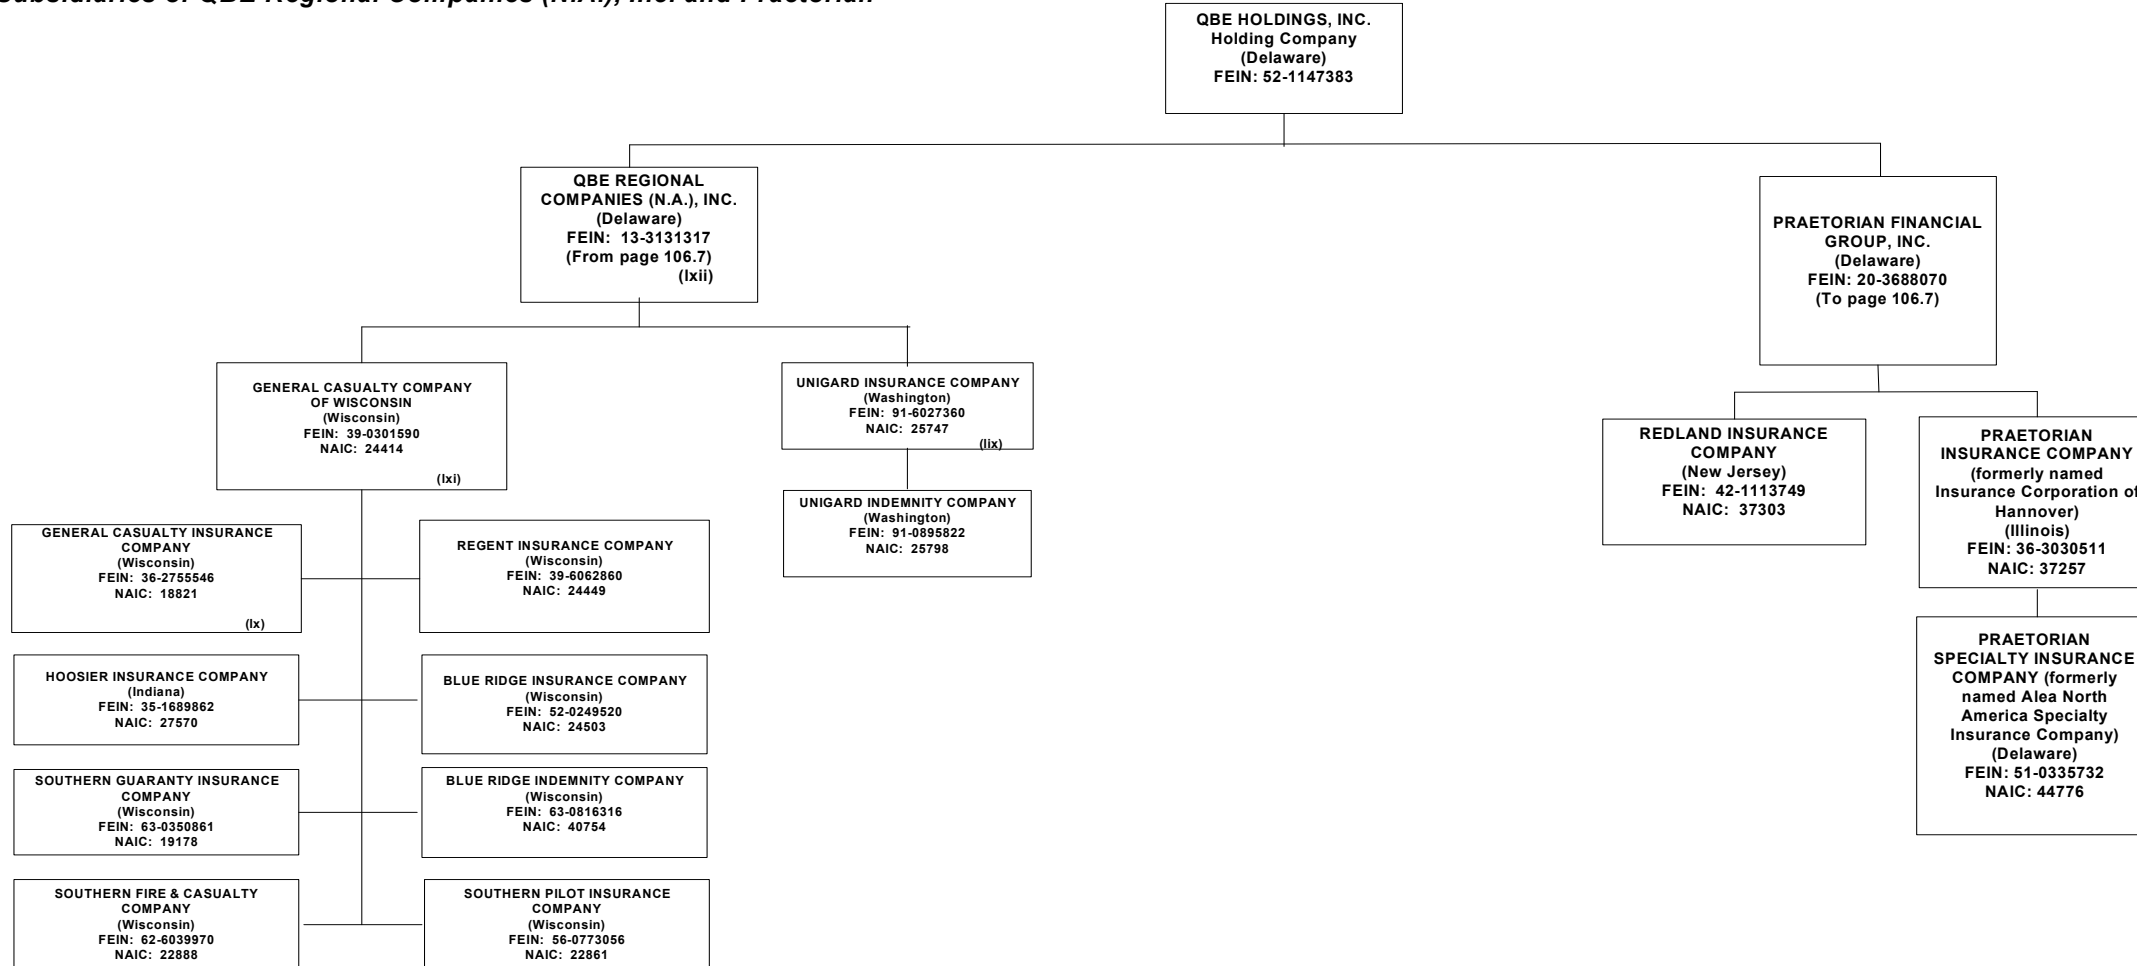 Subsidiaries of QBE Regional Companies (N.A.), Inc. and Praetorian
QBE HOLDINGS, INC.
Holding Company
(Delaware)
FEIN: 52-1147383
QBE REGIONAL
COMPANIES (N.A.), INC.
(Delaware)
FEIN: 13-3131317
(From page 106.7)
(lxii)
PRAETORIAN FINANCIAL
GROUP, INC.
(Delaware)
FEIN: 20-3688070
(To page 106.7)
GENERAL CASUALTY COMPANY
OF WISCONSIN
(Wisconsin)
FEIN: 39-0301590
NAIC: 24414
(lxi)
UNIGARD INSURANCE COMPANY
(Washington)
FEIN: 91-6027360
NAIC: 25747
(lix)
UNIGARD INDEMNITY COMPANY
(Washington)
FEIN: 91-0895822
NAIC: 25798
REDLAND INSURANCE
COMPANY
(New Jersey)
FEIN: 42-1113749
NAIC: 37303
PRAETORIAN
INSURANCE COMPANY
(formerly named
Insurance Corporation of
Hannover)
(Illinois)
FEIN: 36-3030511
NAIC: 37257
PRAETORIAN
SPECIALTY INSURANCE
COMPANY (formerly
named Alea North
America Specialty
Insurance Company)
(Delaware)
FEIN: 51-0335732
NAIC: 44776
GENERAL CASUALTY INSURANCE
COMPANY
(Wisconsin)
FEIN: 36-2755546
NAIC: 18821
(lx)
REGENT INSURANCE COMPANY
(Wisconsin)
FEIN: 39-6062860
NAIC: 24449
HOOSIER INSURANCE COMPANY
(Indiana)
FEIN: 35-1689862
NAIC: 27570
BLUE RIDGE INSURANCE COMPANY
(Wisconsin)
FEIN: 52-0249520
NAIC: 24503
SOUTHERN GUARANTY INSURANCE
COMPANY
(Wisconsin)
FEIN: 63-0350861
NAIC: 19178
BLUE RIDGE INDEMNITY COMPANY
(Wisconsin)
FEIN: 63-0816316
NAIC: 40754
SOUTHERN FIRE & CASUALTY
COMPANY
(Wisconsin)
FEIN: 62-6039970
NAIC: 22888
SOUTHERN PILOT INSURANCE
COMPANY
(Wisconsin)
FEIN: 56-0773056
NAIC: 22861